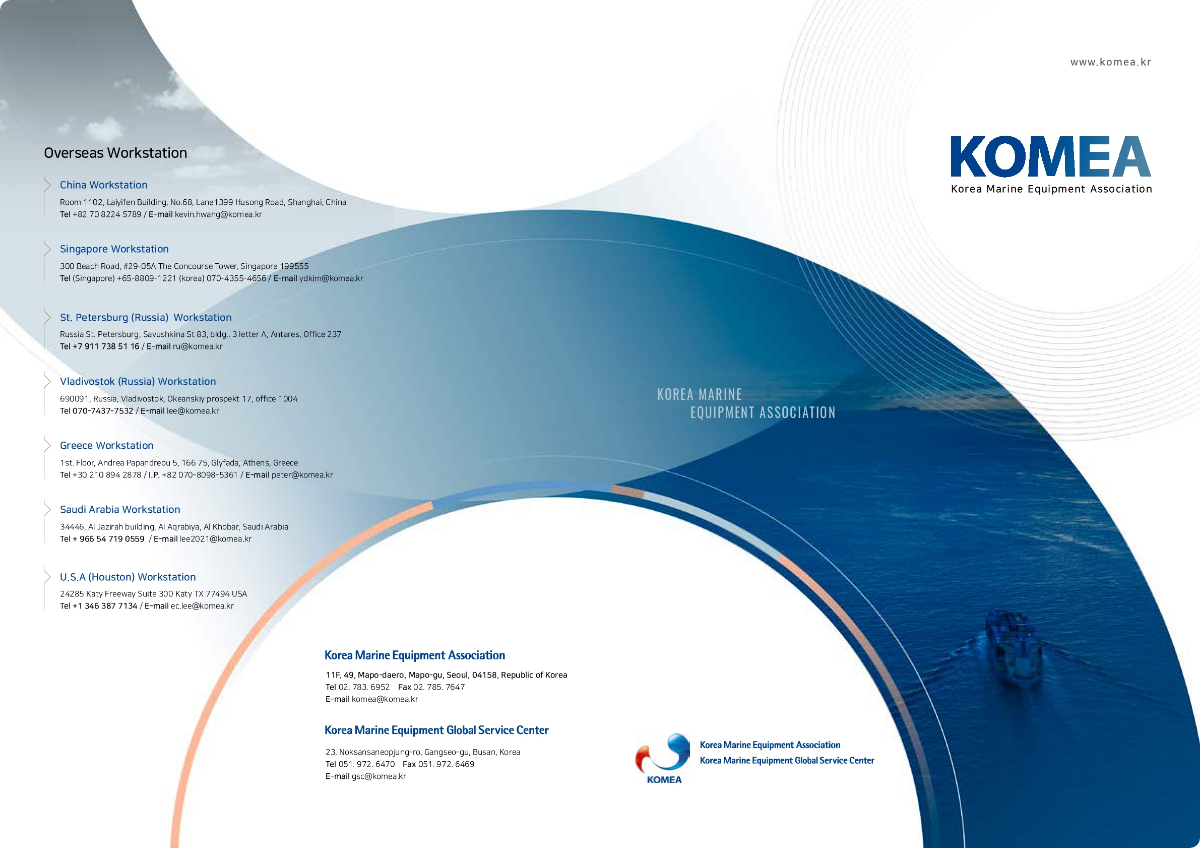 www.komea.kr
KOMEA
Korea Marine Equipment Association
Overseas Workstation
China Workstation
Room 1102, Laiyifen Building, No.68, Lane1399 Husong Road, Shanghai, China
Tel +82 70 8224 5789 / E-mail kevin.hwang@komea.kr
Singapore Workstation
300 Beach Road, #29-05A The Concourse Tower, Singapore 199555
Tel (Singapore) +65-8809-1221 (korea) 070-4355-4656 / E-mail ydkim@komea.kr
St. Petersburg (Russia) Workstation
Russia St. Petersburg, Savushkina St 83, bldg., 3 letter A, Antares, Office 237
Tel +7 911 738 51 16 / E-mail ru@komea.kr
Vladivostok (Russia) Workstation
690091, Russia, Vladivostok, Okeanskiy prospekt 17, office 1004
Tel 070-7437-7532 / E-mail lee@komea.kr
Greece Workstation
1st. Floor, Andrea Papandreou 5, 166 75, Glyfada, Athens, Greece
Tel +30 210 894 2878 / I.P. +82 070-8098-5361 / E-mail peter@komea.kr
Saudi Arabia Workstation
34446, Al Jazirah building, Al Aqrabiya, Al Khobar, Saudi Arabia
Tel + 966 54 719 0559 / E-mail lee2021@komea.kr
U.S.A (Houston) Workstation
24285 Katy Freeway Suite 300 Katy TX 77494 USA
Tel +1 346 387 7134 / E-mail ec.lee@komea.kr
KOREA MARINE
EQUIPMENT ASSOCIATION
Korea Marine Equipment Association
11F, 49, Mapo-daero, Mapo-gu, Seoul, 04158, Republic of Korea
Tel 02. 783. 6952 Fax 02. 785. 7647
E-mail komea@komea.kr
Korea Marine Equipment Global Service Center
23, Noksansaneopjung-ro, Gangseo-gu, Busan, Korea
Tel 051. 972. 6470 Fax 051. 972. 6469
E-mail gsc@komea.kr
KOMEA
Korea Marine Equipment Association
Korea Marine Equipment Global Service Center